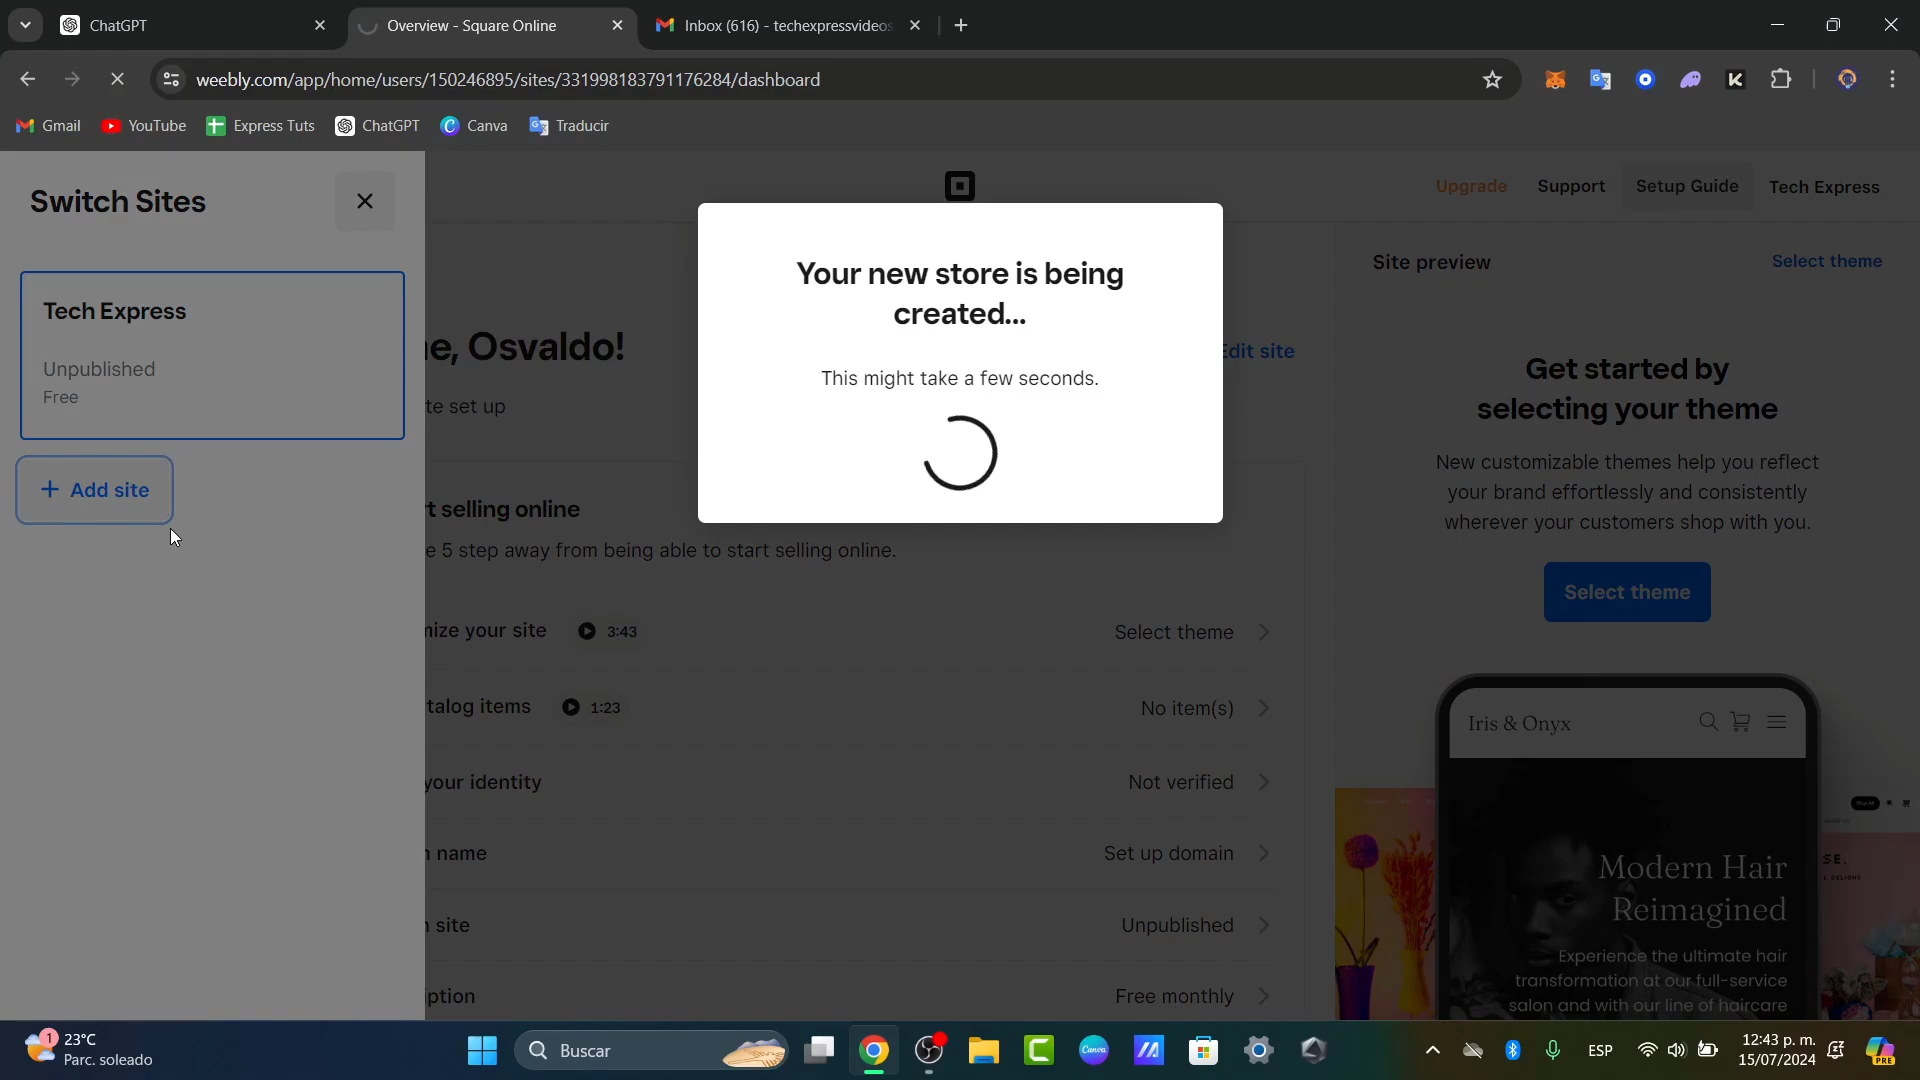 ChatGPT
Overview - Square Online
Inbox (616) - techexpressvideos
weebly.com/app/home/users/150246895/sites/331998183791176284/dashboard
Gmail
YouTube
Express Tuts
ChatGPT
Canva
Traducir
Switch Sites
Tech Express
Unpublished
Free
+ Add site
Upgrade
Support
Setup Guide
Tech Express
e, Osvaldo!
Edit site
te set up
Your new store is being
created...
This might take a few seconds.
t selling online
e 5 step away from being able to start selling online.
mize your site
3:43
Select theme
talog items
1:23
No item(s)
your identity
Not verified
n name
Set up domain
n site
Unpublished
iption
Free monthly
Site preview
Select theme
Get started by
selecting your theme
New customizable themes help you reflect
your brand effortlessly and consistently
wherever your customers shop with you.
Select theme
Iris & Onyx
Modern Hair
Reimagined
Experience the ultimate hair
transformation at our full-service
salon and with our line of haircare
1
23°C
Parc. soleado
Buscar
Canva
ESP
12:43 p. m.
15/07/2024
PRE